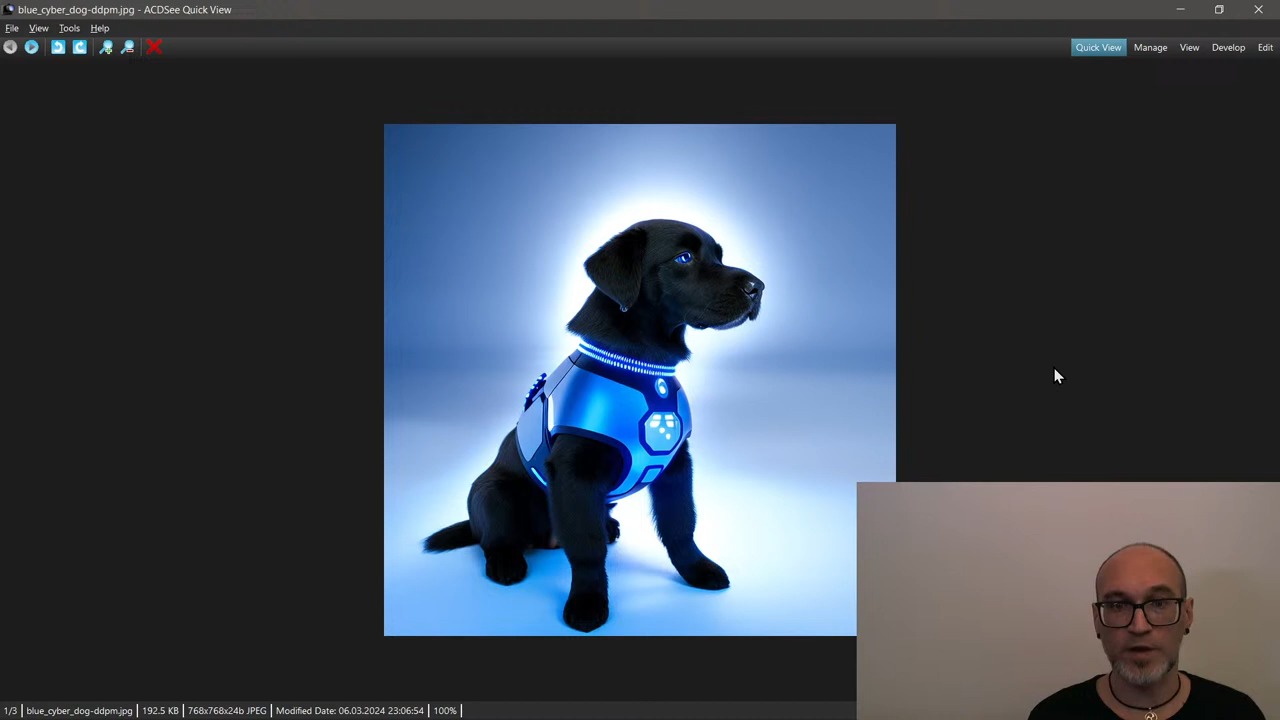 blue_cyber_dog-ddpm.jpg - ACDSee Quick View
File View Tools Help
Quick View Manage View Develop Edit
1/3 blue_cyber_dog-ddpm.jpg 192.5 KB 768x768x24b JPEG Modified Date: 06.03.2024 23:06:54 100%